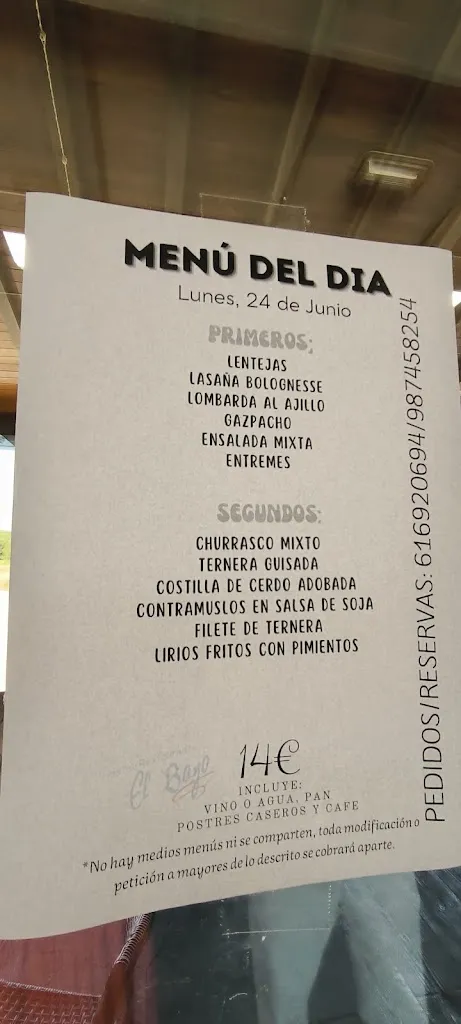 MENÚ DEL DIA
Lunes, 24 de Junio
PRIMEROS:
LENTEJAS
LASAÑA BOLOGNESSE
LOMBARDA AL AJILLO
GAZPACHO
ENSALADA MIXTA
ENTREMES
SEGUNDOS:
CHURRASCO MIXTO
TERNERA GUISADA
COSTILLA DE CERDO ADOBADA
CONTRAMUSLOS EN SALSA DE SOJA
FILETE DE TERNERA
LIRIOS FRITOS CON PIMIENTOS
El Bayo
14€
INCLUYE:
VINO O AGUA, PAN
POSTRES CASEROS Y CAFE
*No hay medios menús ni se comparten, toda modificación o
petición a mayores de lo descrito se cobrará aparte.
PEDIDOS/RESERVAS: 616920694/987458254